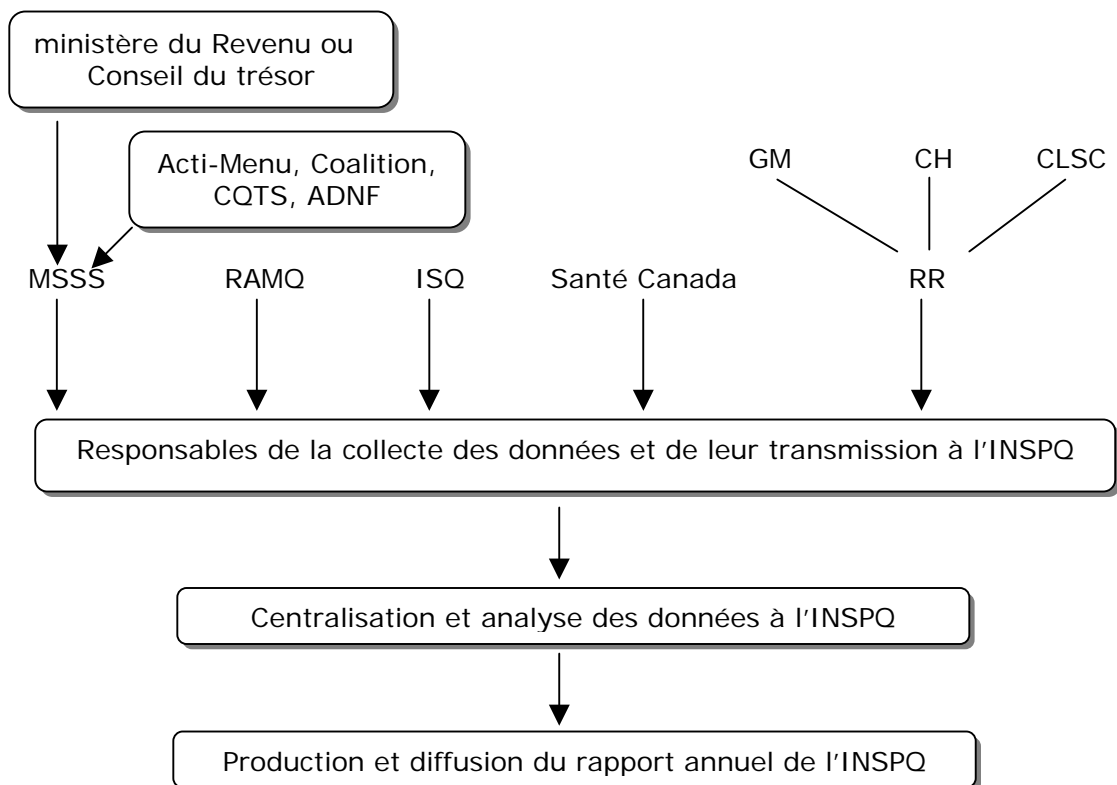 ministère du Revenu ou
Conseil du trésor
Acti-Menu, Coalition,
CQTS, ADNF
GM
CH
CLSC
MSSS
RAMQ
ISQ
Santé Canada
RR
Responsables de la collecte des données et de leur transmission à l'INSPQ
Centralisation et analyse des données à l'INSPQ
Production et diffusion du rapport annuel de l'INSPQ